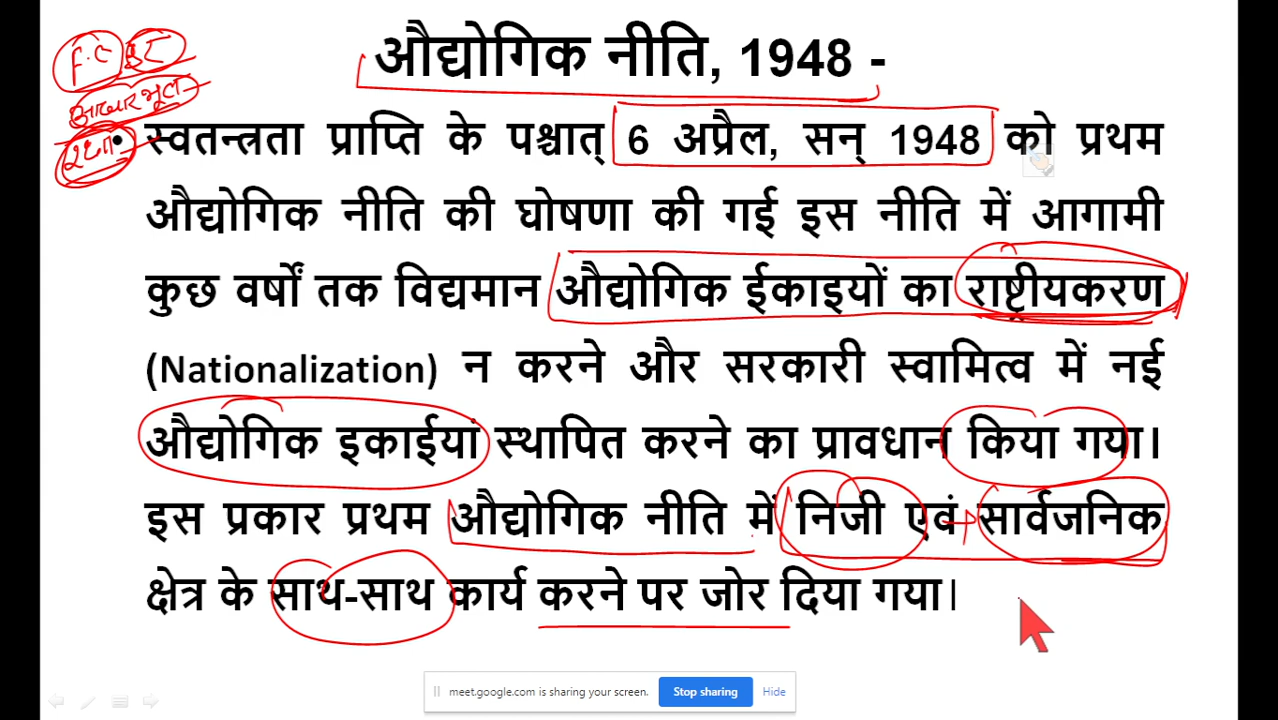 औद्योगिक नीति, 1948 -
F.C
आधारभूत
• स्वतन्त्रता प्राप्ति के पश्चात् 6 अप्रैल, सन् 1948 को प्रथम
औद्योगिक नीति की घोषणा की गई इस नीति में आगामी
कुछ वर्षों तक विद्यमान औद्योगिक ईकाइयों का राष्ट्रीयकरण
(Nationalization) न करने और सरकारी स्वामित्व में नई
औद्योगिक इकाईयां स्थापित करने का प्रावधान किया गया।
इस प्रकार प्रथम औद्योगिक नीति में निजी एवं सार्वजनिक
क्षेत्र के साथ-साथ कार्य करने पर जोर दिया गया।
meet.google.com is sharing your screen. Stop sharing Hide